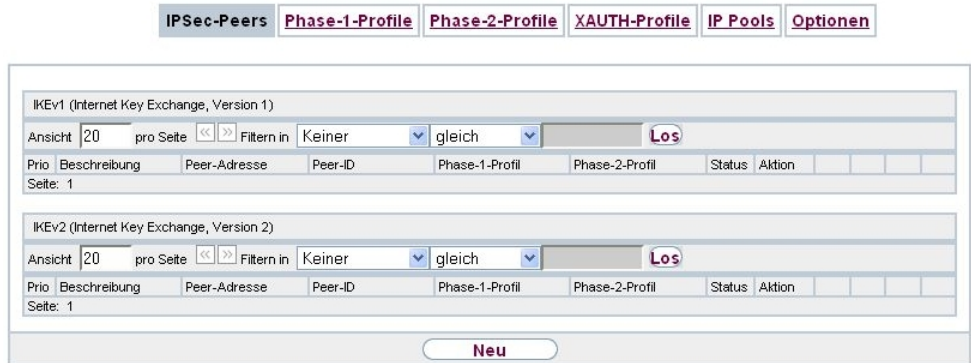 IPSec-Peers Phase-1-Profile Phase-2-Profile XAUTH-Profile IP Pools Optionen
IKEv1 (Internet Key Exchange, Version 1)
Ansicht 20 pro Seite << >> Filtern in Keiner gleich Los
Prio Beschreibung Peer-Adresse Peer-ID Phase-1-Profil Phase-2-Profil Status Aktion
Seite: 1
IKEv2 (Internet Key Exchange, Version 2)
Ansicht 20 pro Seite << >> Filtern in Keiner gleich Los
Prio Beschreibung Peer-Adresse Peer-ID Phase-1-Profil Phase-2-Profil Status Aktion
Seite: 1
Neu